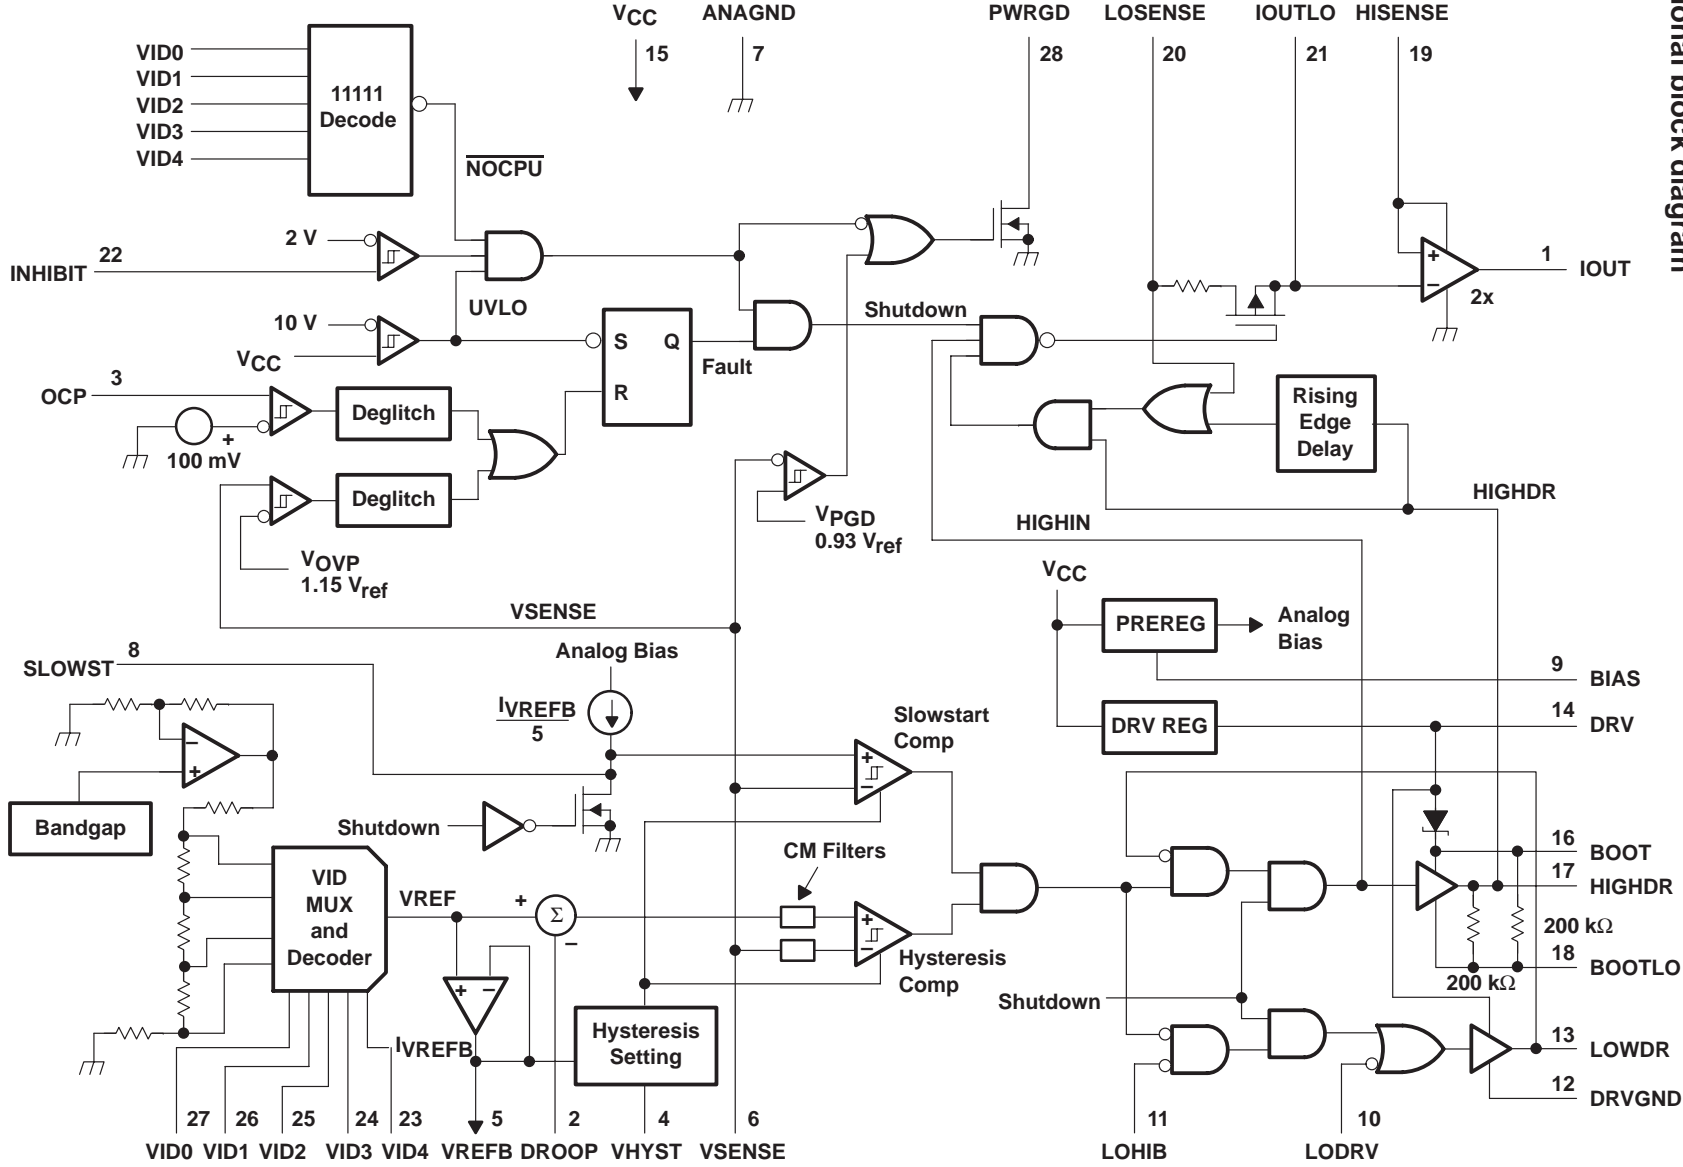 VCC
ANAGND
PWRGD
LOSENSE
IOUTLO
HISENSE
15
7
28
20
21
19
VID0
VID1
VID2
VID3
VID4
11111
Decode
NOCPU
2 V
22
INHIBIT
UVLO
10 V
VCC
S
Q
R
Fault
Shutdown
+
−
2x
1
IOUT
3
OCP
Deglitch
+
100 mV
Deglitch
VOVP
1.15 Vref
VPGD
0.93 Vref
Rising
Edge
Delay
HIGHDR
HIGHIN
VSENSE
VCC
PREREG
Analog
Bias
9
BIAS
14
DRV
DRV REG
8
SLOWST
Analog Bias
IVREFB
5
Slowstart
Comp
+
−
−
+
Bandgap
Shutdown
CM Filters
VID
MUX
and
Decoder
VREF
+
Σ
−
+
−
Hysteresis
Comp
16
BOOT
17
HIGHDR
200 kΩ
18
BOOTLO
200 kΩ
Shutdown
+ −
IVREFB
Hysteresis
Setting
13
LOWDR
12
DRVGND
27
26
25
24
23
5
2
4
6
11
10
VID0
VID1
VID2
VID3
VID4
VREFB
DROOP
VHYST
VSENSE
LOHIB
LODRV
block diagram